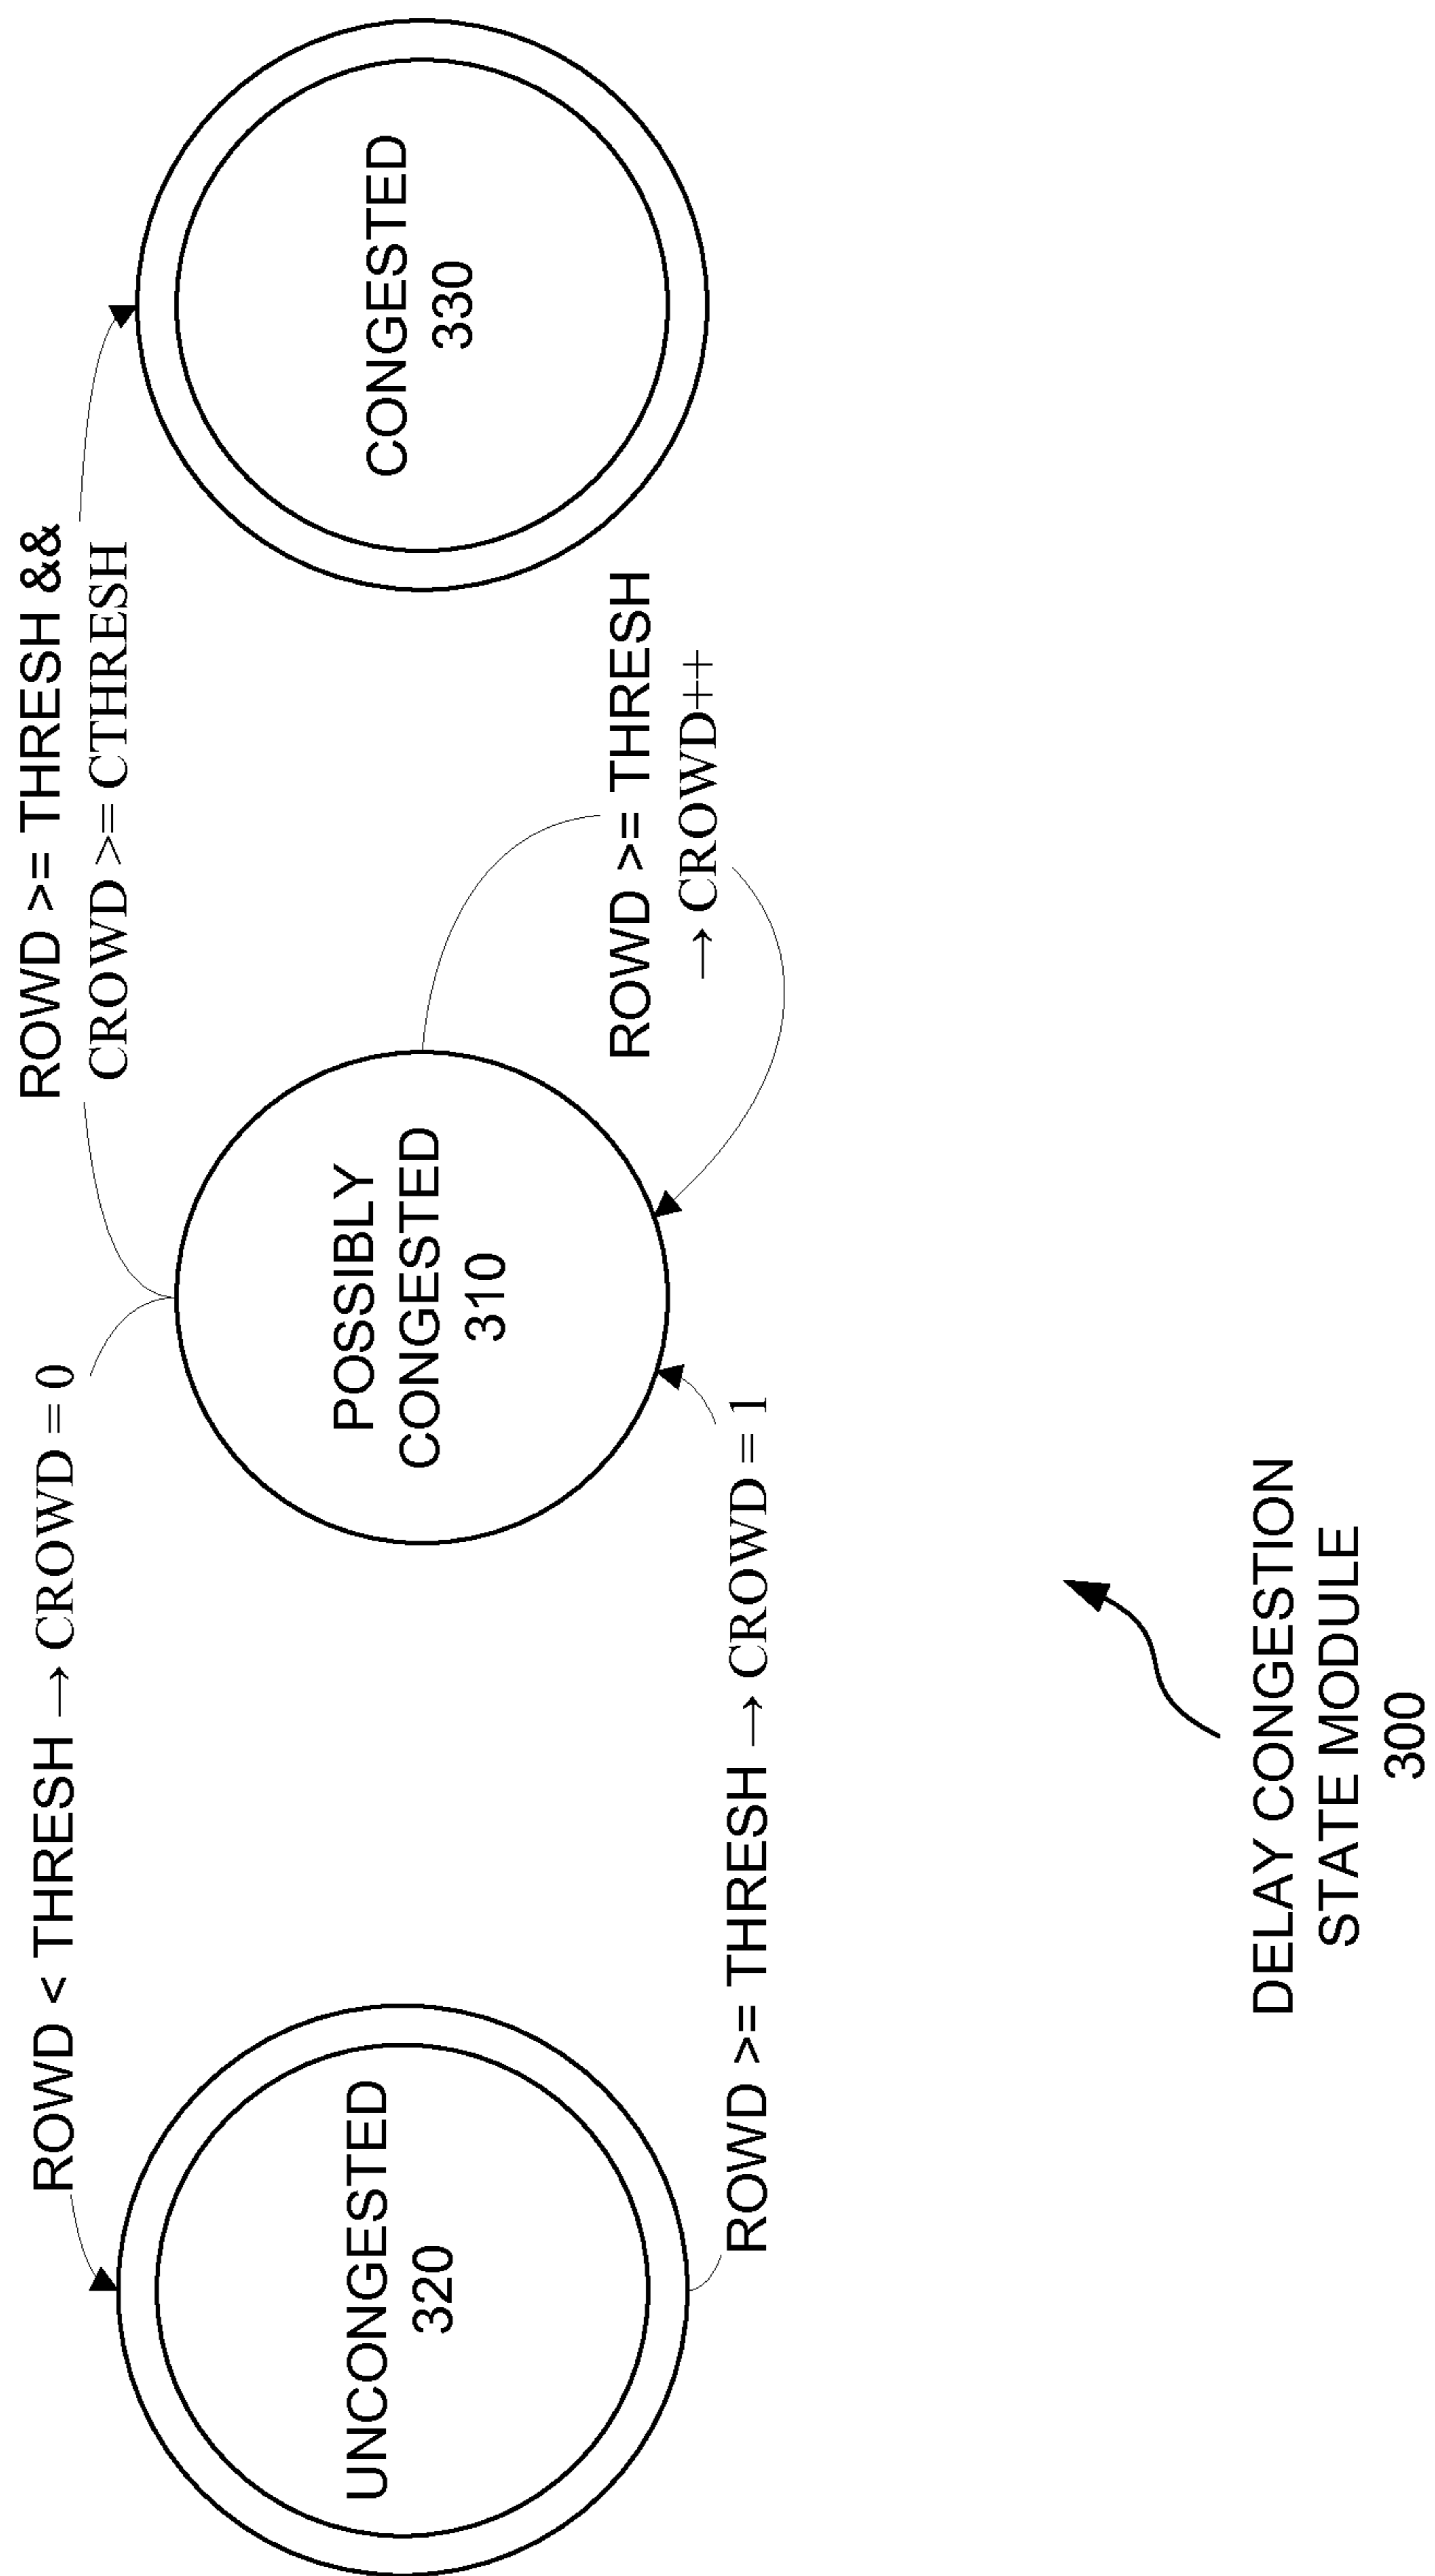 ROWD < THRESH → CROWD = 0
ROWD >= THRESH &&
CROWD >= CTHRESH
UNCONGESTED
320
POSSIBLY
CONGESTED
310
CONGESTED
330
ROWD >= THRESH
→ CROWD++
ROWD >= THRESH → CROWD = 1
DELAY CONGESTION
STATE MODULE
300